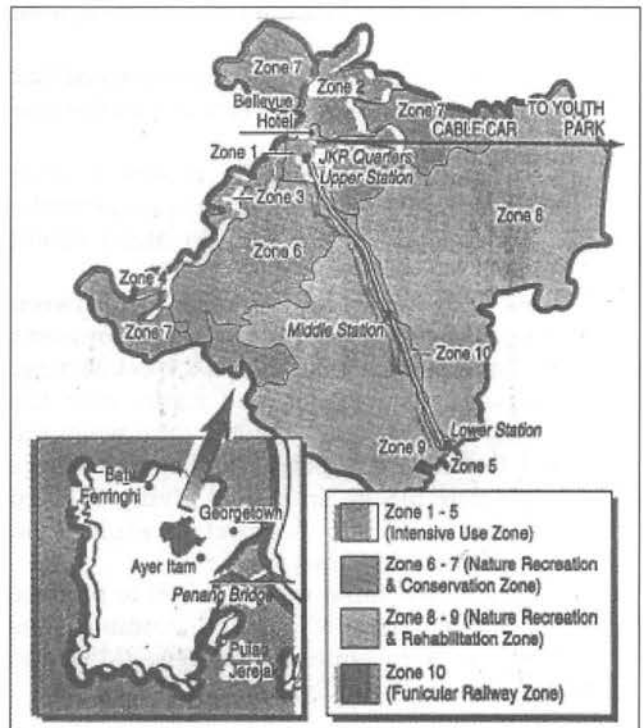 Zone 7
Zone 2
Bellevue
Hotel
Zone 7
CABLE CAR
TO YOUTH
PARK
Zone 1
JKR Quarters
Upper Station
Zone 3
Zone 8
Zone 6
Zone 4
Zone 7
Middle Station
Zone 10
Lower Station
Zone 9
Zone 5
Ferringhi
Georgetown
Ayer Itam
Penang Bridge
Pulau
Zone 1 - 5
(Intensive Use Zone)
Zone 6 - 7 (Nature Recreation
& Conservation Zone)
Zone 8 - 9 (Nature Recreation
& Rehabilitation Zone)
Zone 10
(Funicular Railway Zone)